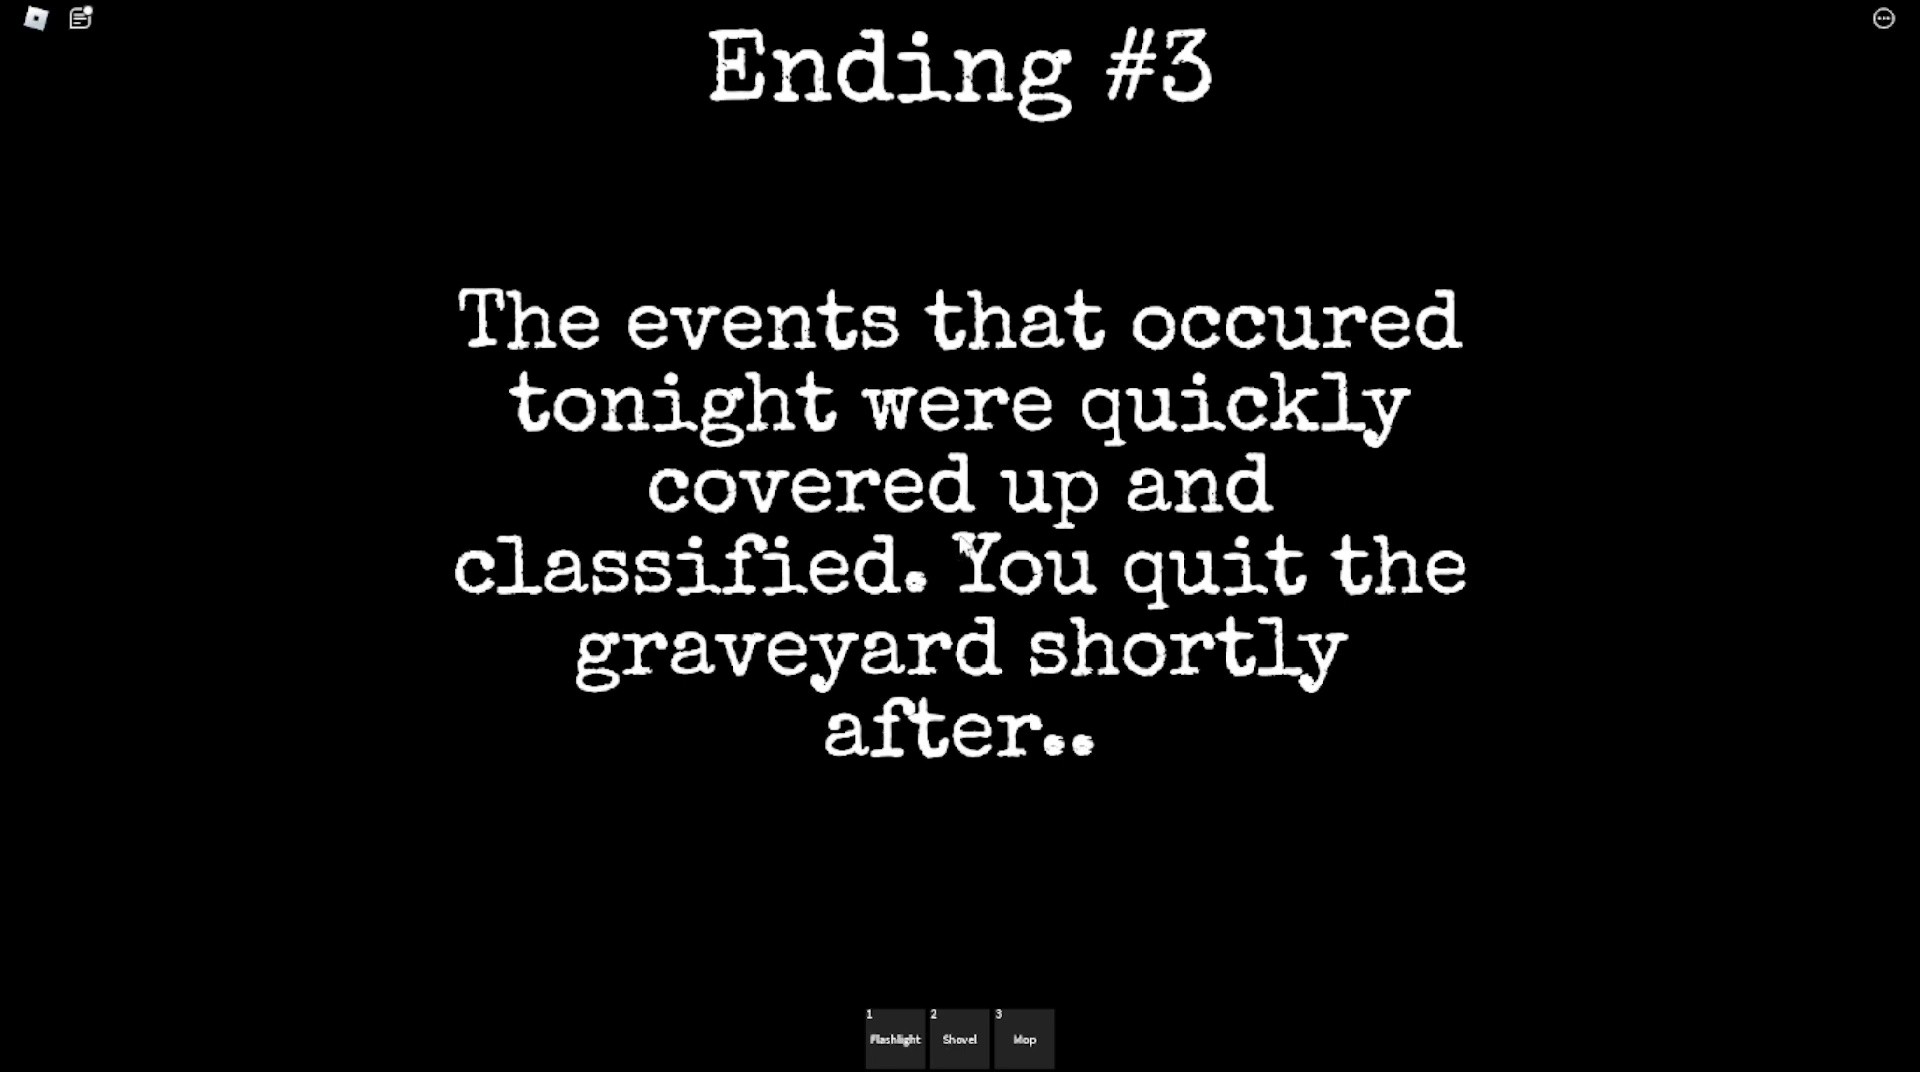 Ending #3
The events that occured
tonight were quickly
covered up and
classified. You quit the
graveyard shortly
after..
1
Flashlight
2
Shovel
3
Mop